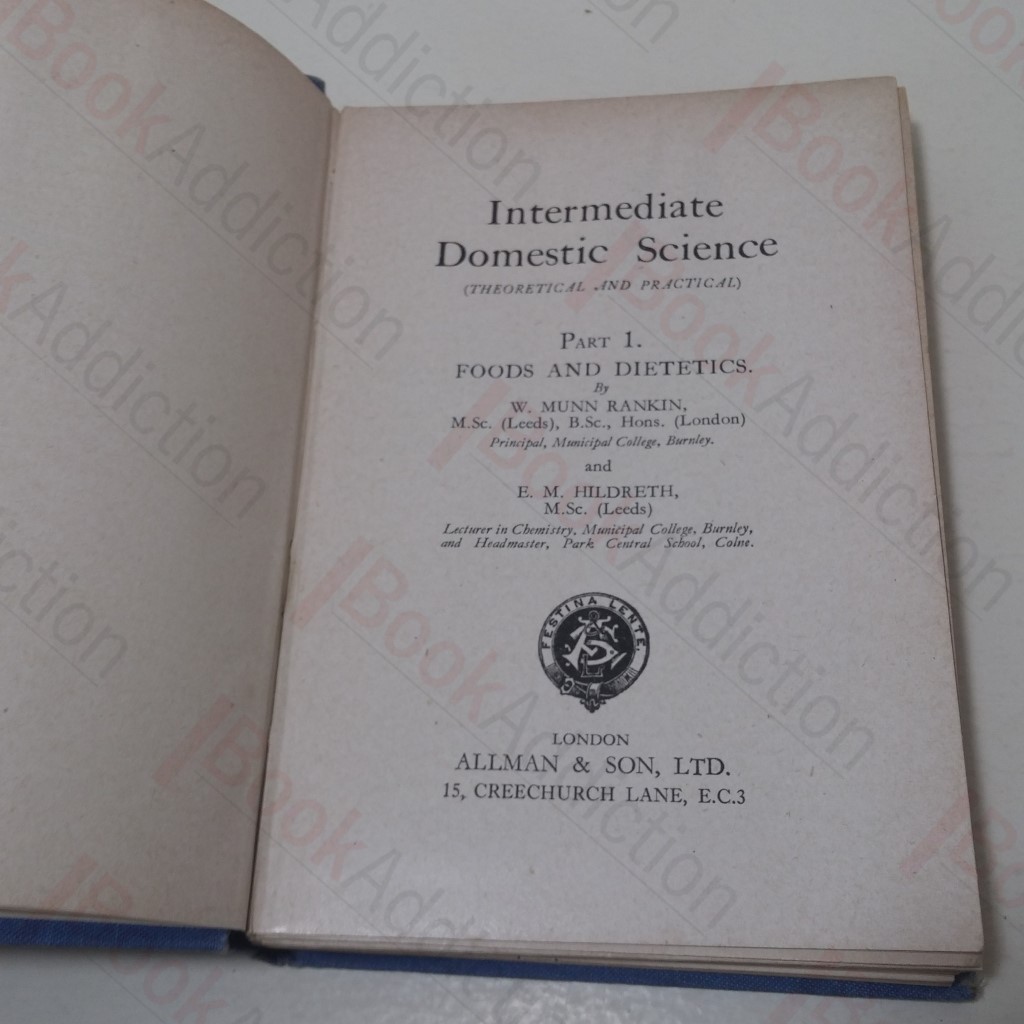 Intermediate
Domestic Science
(THEORETICAL AND PRACTICAL)
PART 1.
FOODS AND DIETETICS.
By
W. MUNN RANKIN,
M.Sc. (Leeds), B.Sc., Hons. (London)
Principal, Municipal College, Burnley.
and
E. M. HILDRETH,
M.Sc. (Leeds)
Lecturer in Chemistry, Municipal College, Burnley,
and Headmaster, Park Central School, Colne.
FESTINA LENTE.
LONDON
ALLMAN & SON, LTD.
15, CREECHURCH LANE, E.C.3
BookAddiction